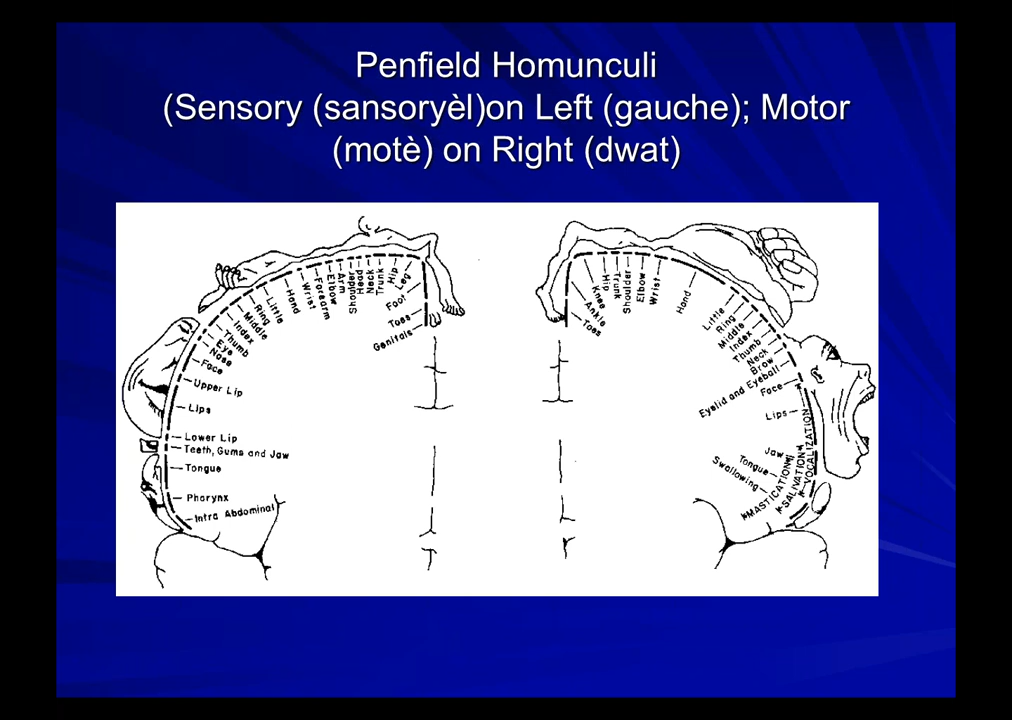 Penfield Homunculi
(Sensory (sansoryèl)on Left (gauche); Motor
(motè) on Right (dwat)
Genitals
Toes
Foot
Leg
Hip
Trunk
Neck
Head
Shoulder
Arm
Elbow
Forearm
Wrist
Hand
Little
Ring
Middle
Index
Thumb
Eye
Nose
Face
Upper Lip
Lips
Lower Lip
Teeth, Gums and Jaw
Tongue
Pharynx
Intra Abdominal
Toes
Ankle
Knee
Hip
Trunk
Shoulder
Elbow
Wrist
Hand
Little
Ring
Middle
Index
Thumb
Neck
Brow
Eyelid and Eyeball
Face
Lips
Jaw
Tongue
Swallowing
MASTICATION
SALIVATION
VOCALIZATION